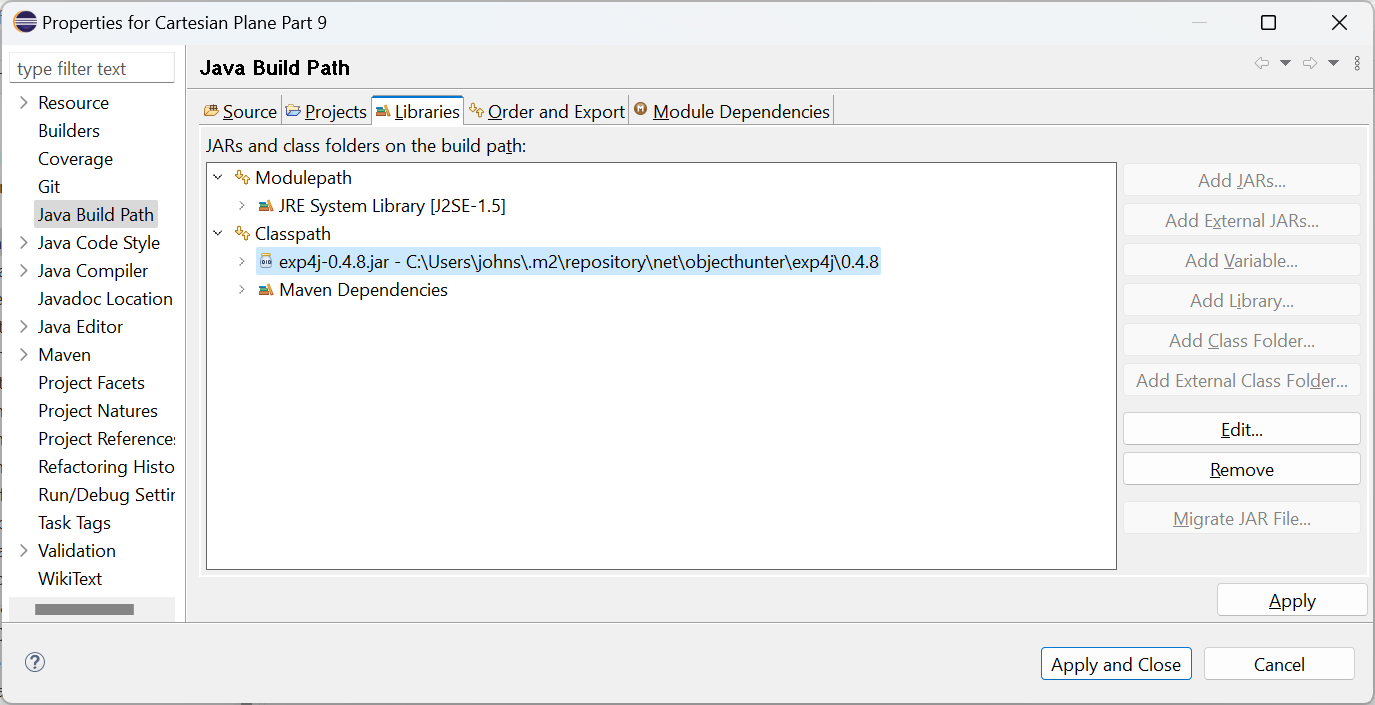 Properties for Cartesian Plane Part 9
type filter text
Resource
Builders
Coverage
Git
Java Build Path
Java Code Style
Java Compiler
Javadoc Location
Java Editor
Maven
Project Facets
Project Natures
Project References
Refactoring Histo
Run/Debug Settin
Task Tags
Validation
WikiText
Java Build Path
Source Projects Libraries Order and Export Module Dependencies
JARs and class folders on the build path:
Modulepath
JRE System Library [J2SE-1.5]
Classpath
exp4j-0.4.8.jar - C:\Users\johns\.m2\repository\net\objecthunter\exp4j\0.4.8
Maven Dependencies
Add JARs...
Add External JARs...
Add Variable...
Add Library...
Add Class Folder...
Add External Class Folder...
Edit...
Remove
Migrate JAR File...
Apply
?
Apply and Close
Cancel